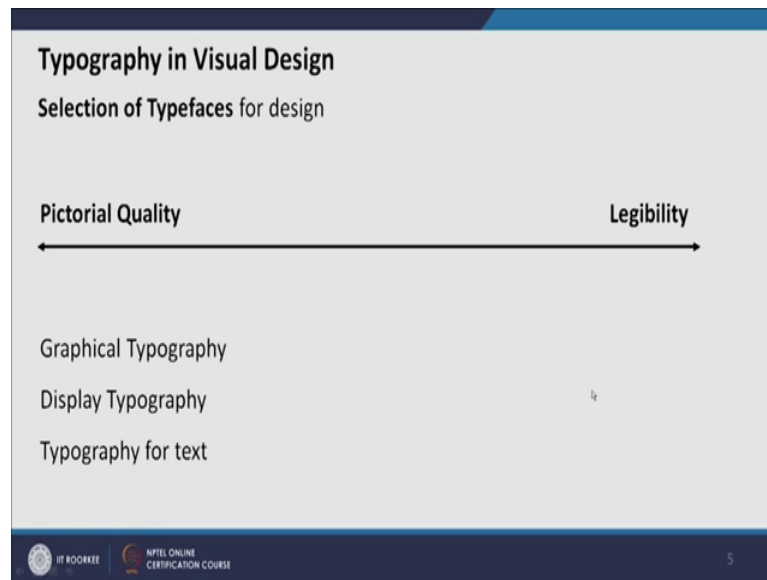 Typography in Visual Design
Selection of Typefaces for design
Pictorial Quality Legibility
Graphical Typography
Display Typography
Typography for text
IIT ROORKEE NPTEL ONLINE
CERTIFICATION COURSE
5